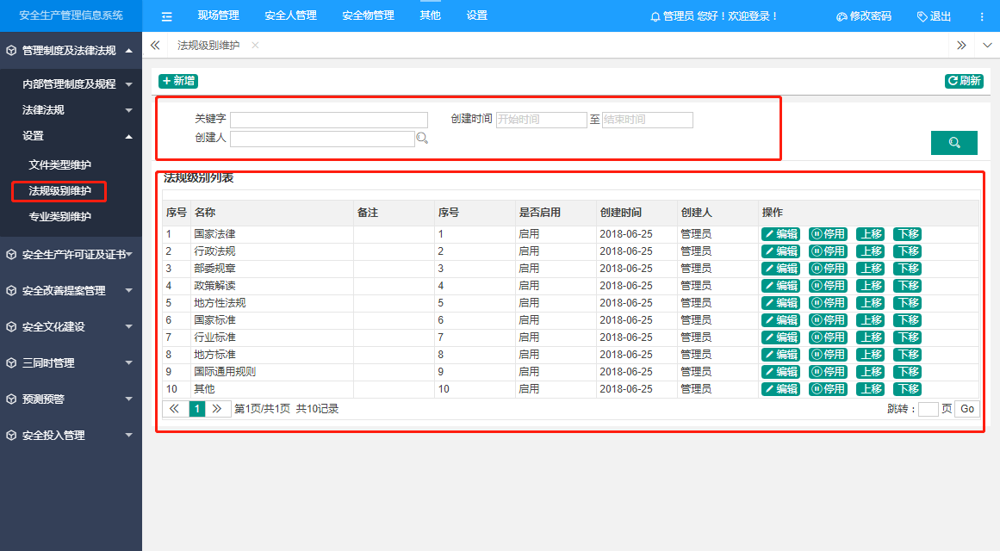 安全生产管理信息系统 现场管理 安全人管理 安全物管理 其他 设置 管理员 您好！欢迎登录！ 修改密码 退出
管理制度及法律法规
内部管理制度及规程
法律法规
设置
文件类型维护
法规级别维护
专业类别维护
安全生产许可证及证书
安全改善提案管理
安全文化建设
三同时管理
预测预警
安全投入管理
法规级别维护 ×
新增 刷新
关键字 创建时间 开始时间 至 结束时间
创建人
法规级别列表
序号 名称 备注 序号 是否启用 创建时间 创建人 操作
1 国家法律 1 启用 2018-06-25 管理员 编辑 停用 上移 下移
2 行政法规 2 启用 2018-06-25 管理员 编辑 停用 上移 下移
3 部委规章 3 启用 2018-06-25 管理员 编辑 停用 上移 下移
4 政策解读 4 启用 2018-06-25 管理员 编辑 停用 上移 下移
5 地方性法规 5 启用 2018-06-25 管理员 编辑 停用 上移 下移
6 国家标准 6 启用 2018-06-25 管理员 编辑 停用 上移 下移
7 行业标准 7 启用 2018-06-25 管理员 编辑 停用 上移 下移
8 地方标准 8 启用 2018-06-25 管理员 编辑 停用 上移 下移
9 国际通用规则 9 启用 2018-06-25 管理员 编辑 停用 上移 下移
10 其他 10 启用 2018-06-25 管理员 编辑 停用 上移 下移
1 第1页/共1页 共10记录 跳转： 页 Go